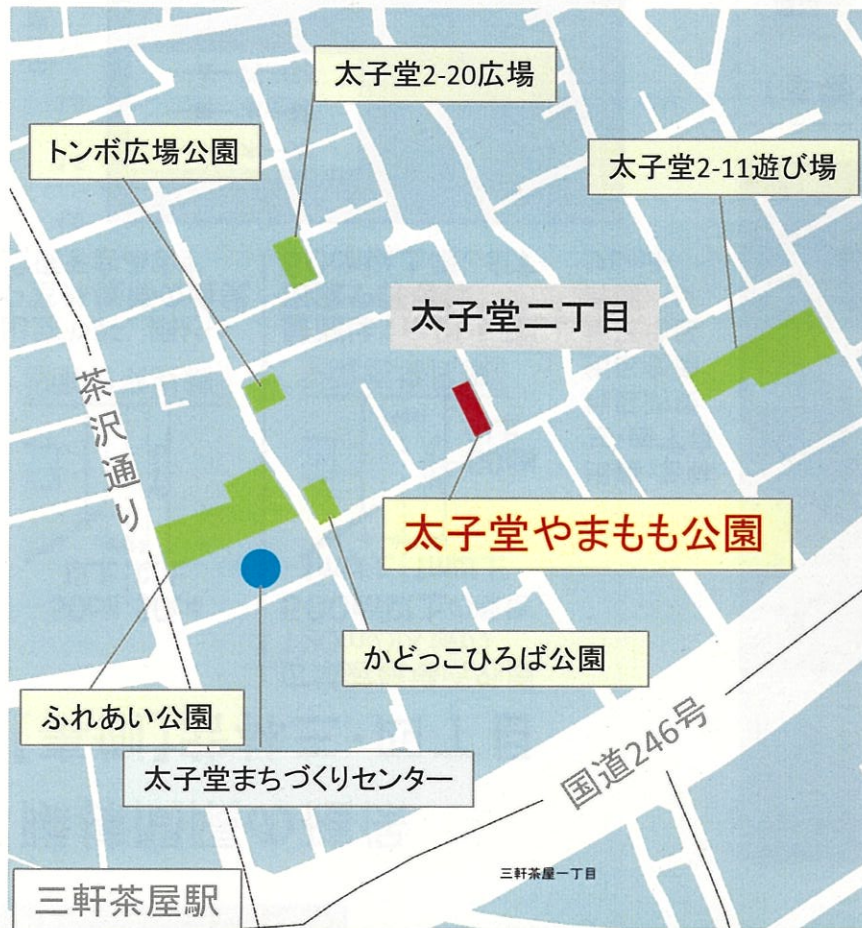 太子堂2-20広場
トンボ広場公園
太子堂2-11遊び場
太子堂二丁目
茶沢通り
太子堂やまもも公園
かどっこひろば公園
ふれあい公園
太子堂まちづくりセンター
国道246号
三軒茶屋一丁目
三軒茶屋駅